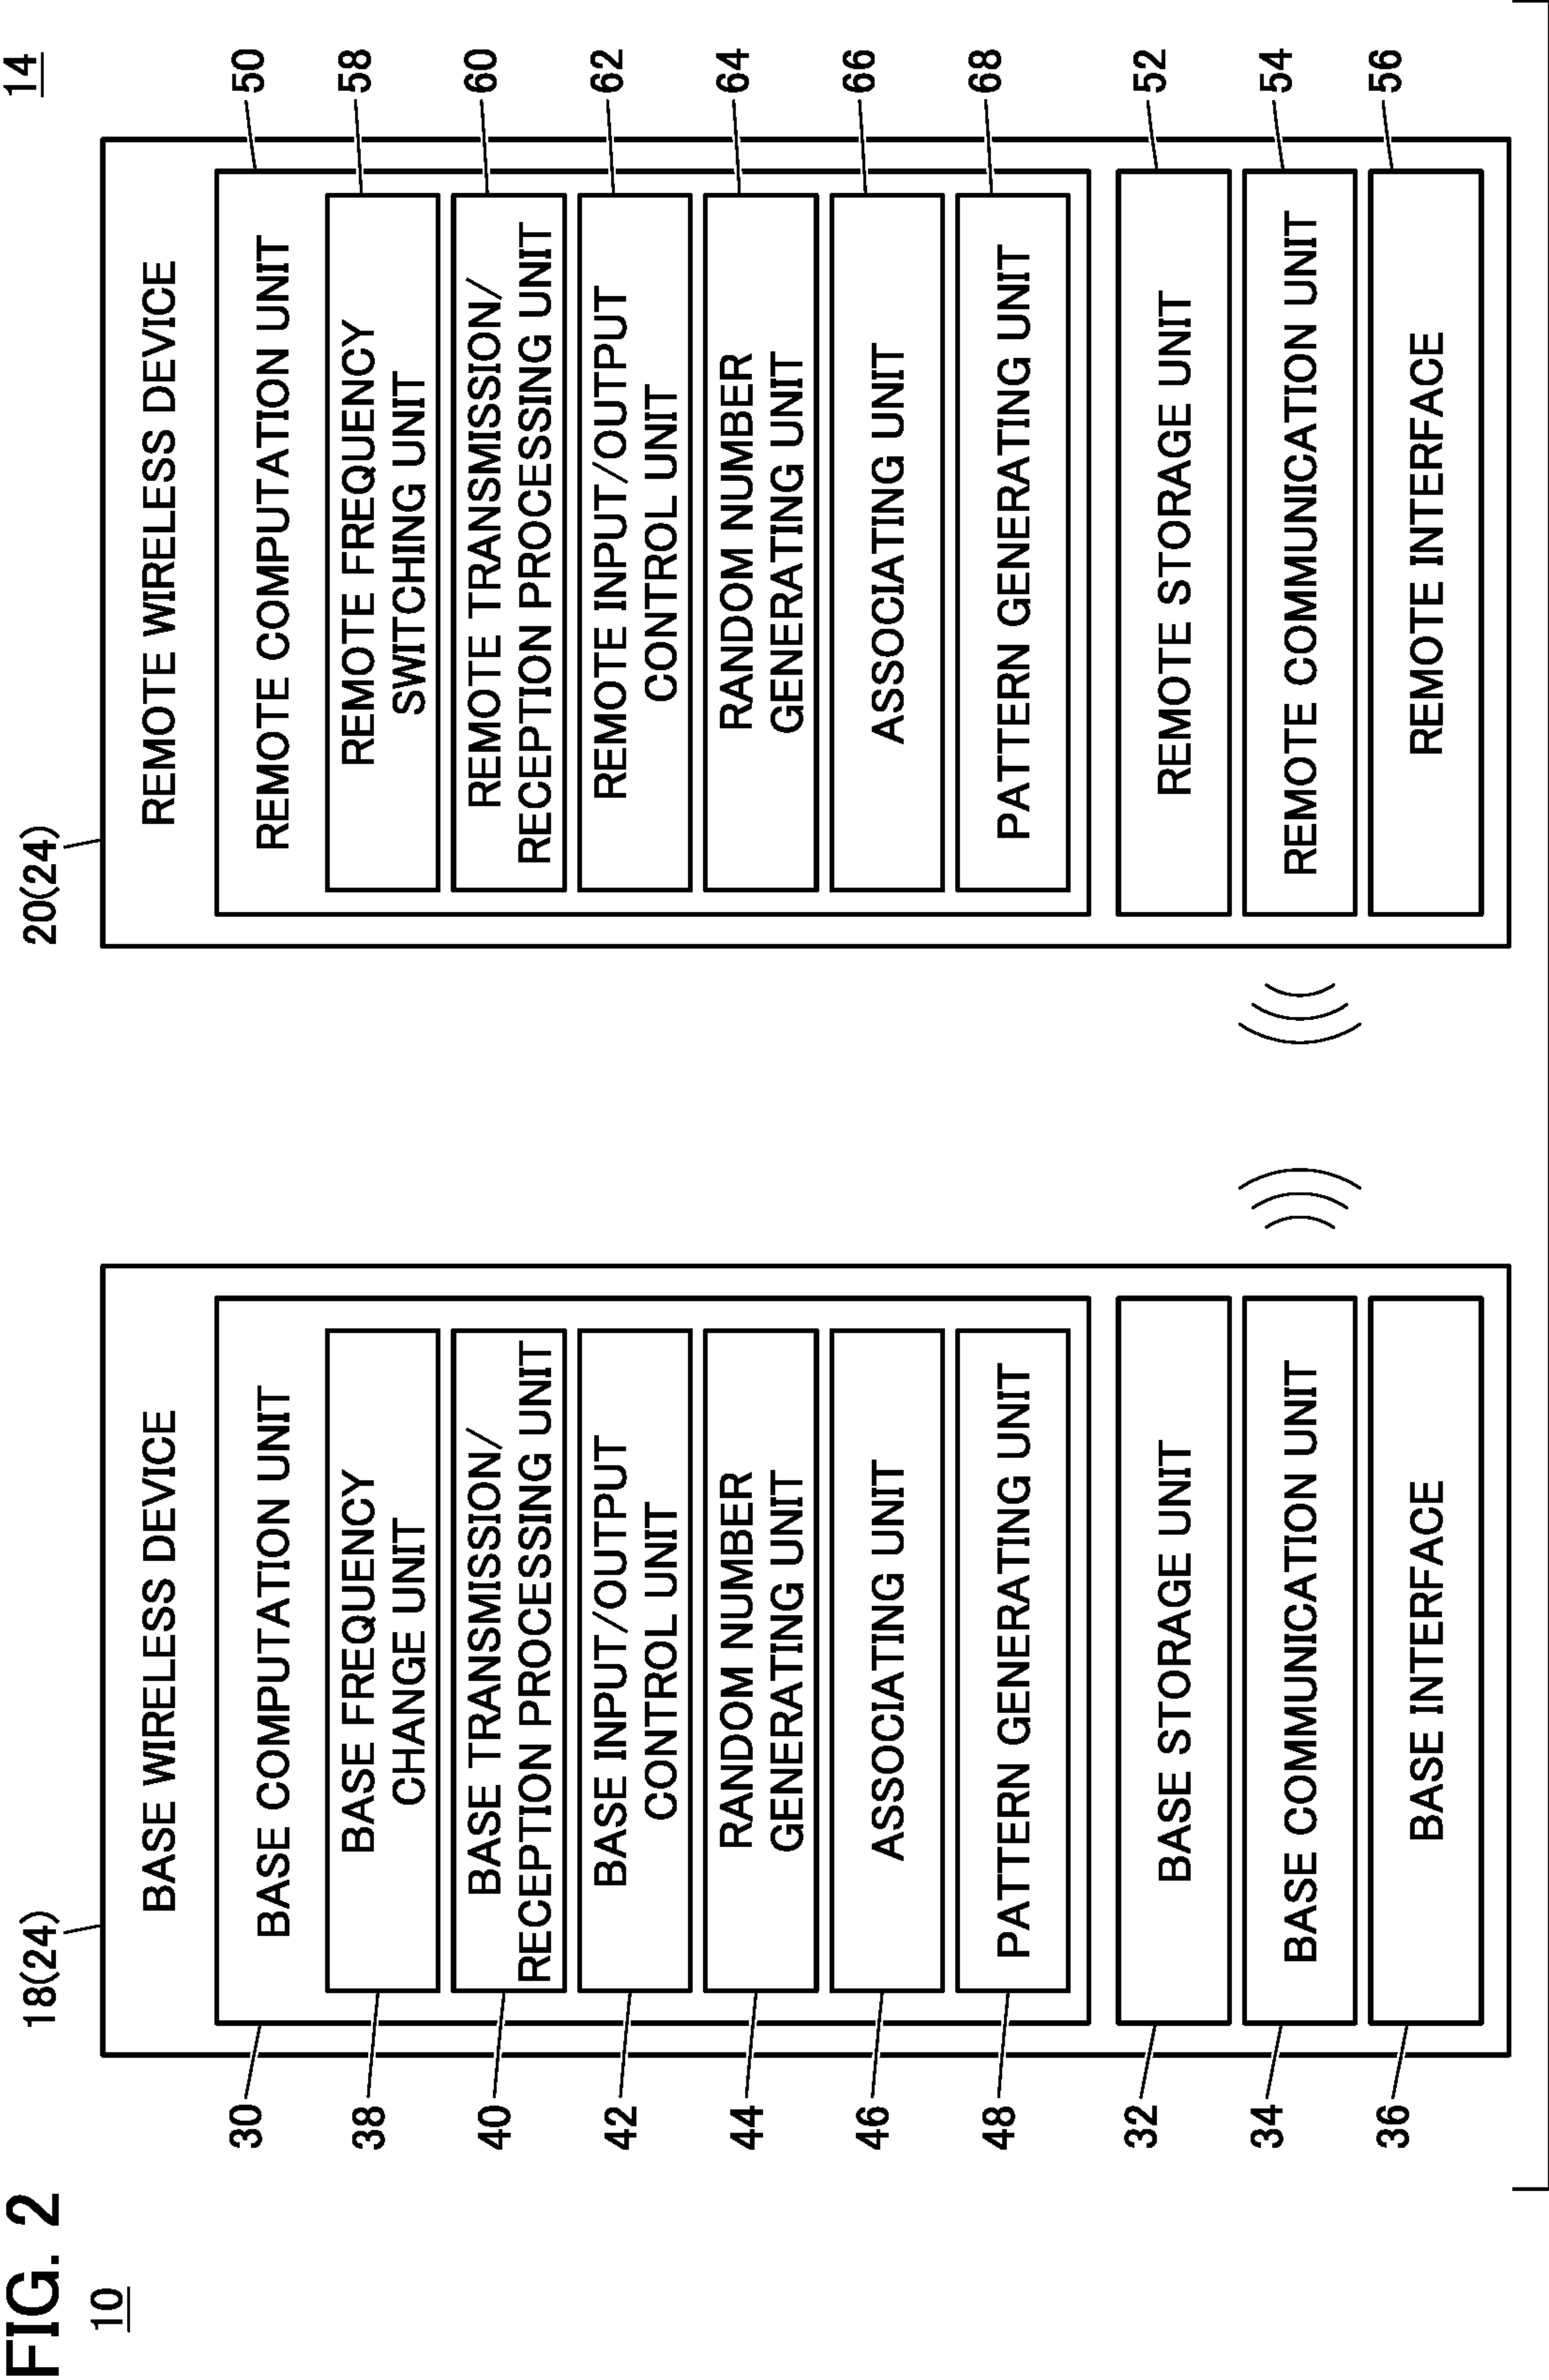 FIG. 2
10
14
18(24)
BASE WIRELESS DEVICE
30
BASE COMPUTATION UNIT
38
BASE FREQUENCY
CHANGE UNIT
40
BASE TRANSMISSION/
RECEPTION PROCESSING UNIT
42
BASE INPUT/OUTPUT
CONTROL UNIT
44
RANDOM NUMBER
GENERATING UNIT
46
ASSOCIATING UNIT
48
PATTERN GENERATING UNIT
32
BASE STORAGE UNIT
34
BASE COMMUNICATION UNIT
36
BASE INTERFACE
20(24)
REMOTE WIRELESS DEVICE
REMOTE COMPUTATION UNIT
50
REMOTE FREQUENCY
SWITCHING UNIT
58
REMOTE TRANSMISSION/
RECEPTION PROCESSING UNIT
60
REMOTE INPUT/OUTPUT
CONTROL UNIT
62
RANDOM NUMBER
GENERATING UNIT
64
ASSOCIATING UNIT
66
PATTERN GENERATING UNIT
68
REMOTE STORAGE UNIT
52
REMOTE COMMUNICATION UNIT
54
REMOTE INTERFACE
56